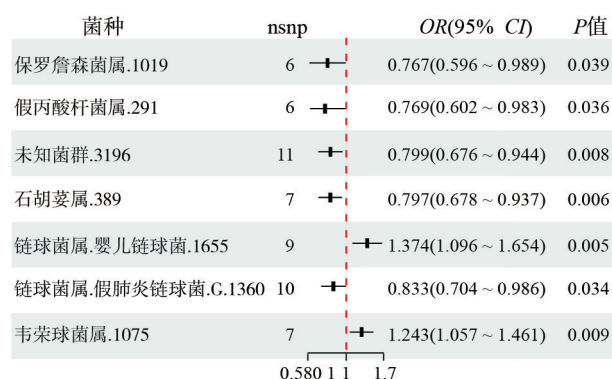 菌种 nsnp OR(95% CI) P值
保罗詹森菌属.1019 6 0.767(0.596 ~ 0.989) 0.039
假丙酸杆菌属.291 6 0.769(0.602 ~ 0.983) 0.036
未知菌群.3196 11 0.799(0.676 ~ 0.944) 0.008
石胡荽属.389 7 0.797(0.678 ~ 0.937) 0.006
链球菌属.婴儿链球菌.1655 9 1.374(1.096 ~ 1.654) 0.005
链球菌属.假肺炎链球菌.G.1360 10 0.833(0.704 ~ 0.986) 0.034
韦荣球菌属.1075 7 1.243(1.057 ~ 1.461) 0.009
0.580 1 1 1.7